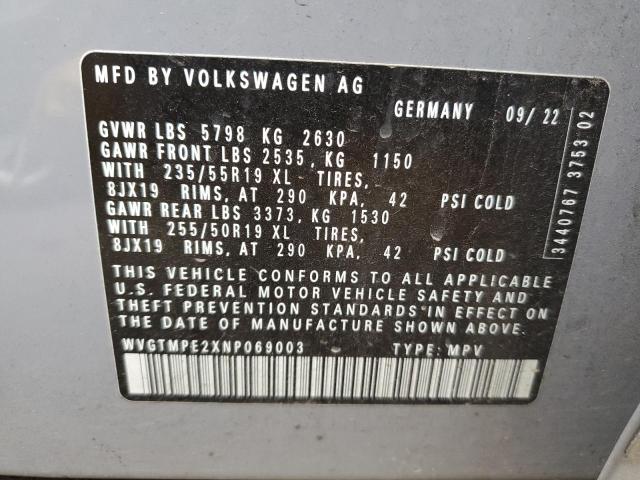 MFD BY VOLKSWAGEN AG
GERMANY 09/ 22
GVWR LBS 5798 KG 2630
GAWR FRONT LBS 2535, KG 1150
WITH 235/55R19 XL TIRES,
8JX19 RIMS, AT 290 KPA, 42 PSI COLD
GAWR REAR LBS 3373, KG 1530
WITH 255/50R19 XL TIRES,
8JX19 RIMS, AT 290 KPA, 42 PSI COLD
THIS VEHICLE CONFORMS TO ALL APPLICABLE
U.S. FEDERAL MOTOR VEHICLE SAFETY AND
THEFT PREVENTION STANDARDS IN EFFECT ON
THE DATE OF MANUFACTURE SHOWN ABOVE.
WVGTMPE2XNP069003 TYPE: MPV
3440767 3753 02